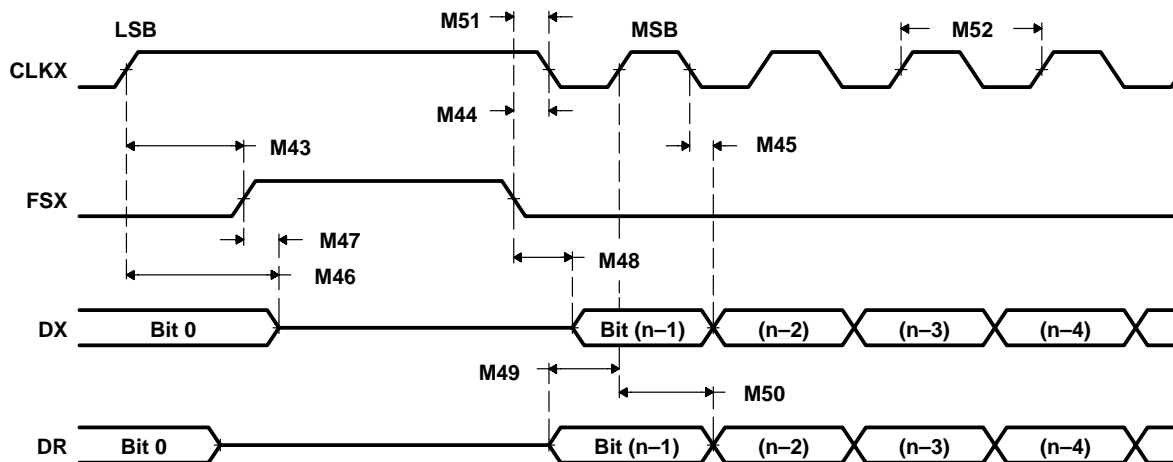 M51
LSB
MSB
M52
CLKX
M44
M43
M45
FSX
M47
M46
M48
DX
Bit 0
Bit (n–1)
(n–2)
(n–3)
(n–4)
M49
M50
DR
Bit 0
Bit (n–1)
(n–2)
(n–3)
(n–4)